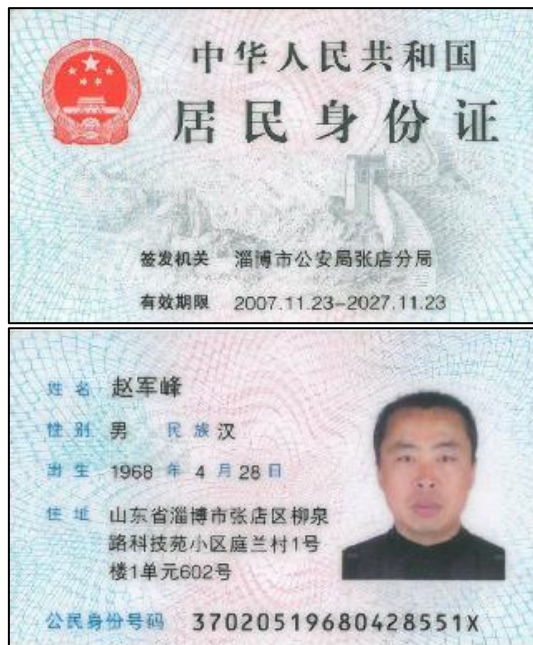 中华人民共和国
居民身份证
签发机关 淄博市公安局张店分局
有效期限 2007.11.23-2027.11.23
姓名 赵军峰
性别 男 民族 汉
出生 1968 年 4 月 28 日
住址 山东省淄博市张店区柳泉
路科技苑小区庭兰村1号
楼1单元602号
公民身份号码 37020519680428551X